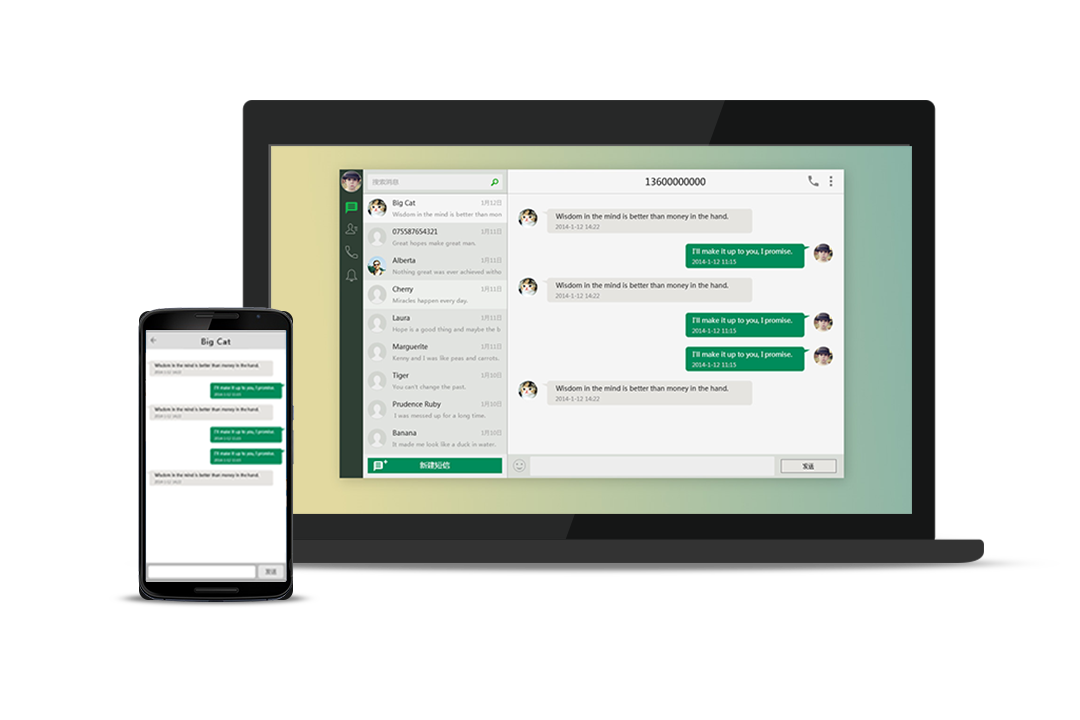 搜索消息
Big Cat
1月12日
Wisdom in the mind is better than mon
075587654321
1月11日
Great hopes make great men.
Alberta
1月11日
Nothing great was ever achieved witho
Cherry
1月11日
Miracles happen every day.
Laura
1月11日
Hope is a good thing and maybe the b
Marguerite
1月11日
Kenny and I was like peas and carrots.
Tiger
1月10日
You can't change the past.
Prudence Ruby
1月10日
I was messed up for a long time.
Banana
1月10日
It made me look like a duck in water.
新建短信
13600000000
Wisdom in the mind is better than money in the hand.
2014-1-12 14:22
I'll make it up to you, I promise.
2014-1-12 11:15
Wisdom in the mind is better than money in the hand.
2014-1-12 14:22
I'll make it up to you, I promise.
2014-1-12 11:15
I'll make it up to you, I promise.
2014-1-12 11:15
Wisdom in the mind is better than money in the hand.
2014-1-12 14:22
发送
Big Cat
Wisdom in the mind is better than money in the hand.
2014-1-12 14:22
I'll make it up to you, I promise.
2014-1-12 11:15
Wisdom in the mind is better than money in the hand.
2014-1-12 14:22
I'll make it up to you, I promise.
2014-1-12 11:15
I'll make it up to you, I promise.
2014-1-12 11:15
Wisdom in the mind is better than money in the hand.
2014-1-12 14:22
发送